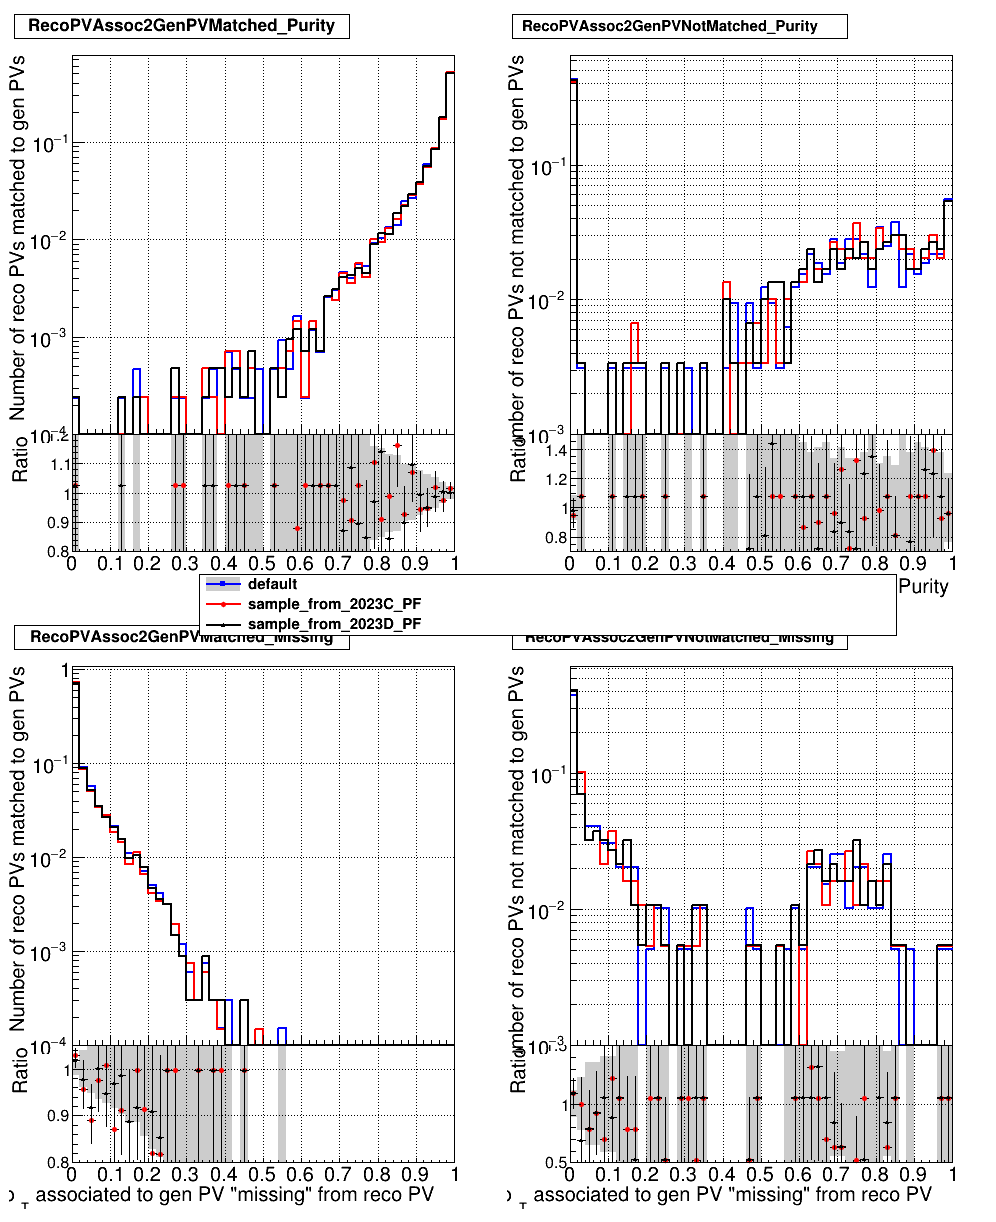 RecoPVAssoc2GenPVMatched_Purity
Number of reco PVs matched to gen PVs
10−1
10−2
10−3
10−4
Ratio
1.2
1.1
1
0.9
0.8
0 0.1 0.2 0.3 0.4 0.5 0.6 0.7 0.8 0.9 1
RecoPVAssoc2GenPVNotMatched_Purity
mber of reco PVs not matcched to gen PVs
10−1
10−2
10−3
Ratio
1.4
1.2
1
0.8
0 0.1 0.2 0.3 0.4 0.5 0.6 0.7 0.8 0.9 1
Purity
default
sample_from_2023C_PF
sample_from_2023D_PF
RecoPVAssoc2GenPVMatched_Missing
Number of reco PVs matched to gen PVs
1
10−1
10−2
10−3
10−4
Ratio
1
0.9
0.8
0 0.1 0.2 0.3 0.4 0.5 0.6 0.7 0.8 0.9 1
T associated to gen PV "missing" from reco PV
RecoPVAssoc2GenPVNotMatched_Missing
mber of reco PVs not matcched to gen PVs
10−1
10−2
10−3
Ratio
1
0.5
0 0.1 0.2 0.3 0.4 0.5 0.6 0.7 0.8 0.9 1
T associated to gen PV "missing" from reco PV